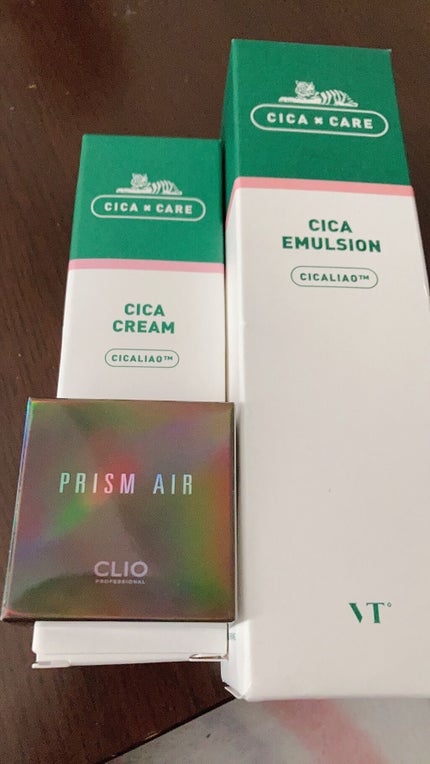 CICA × CARE
CICA
CREAM
CICALIAO™
CICA × CARE
CICA
EMULSION
CICALIAO™
VT°
PRISM AIR
CLIO
PROFESSIONAL